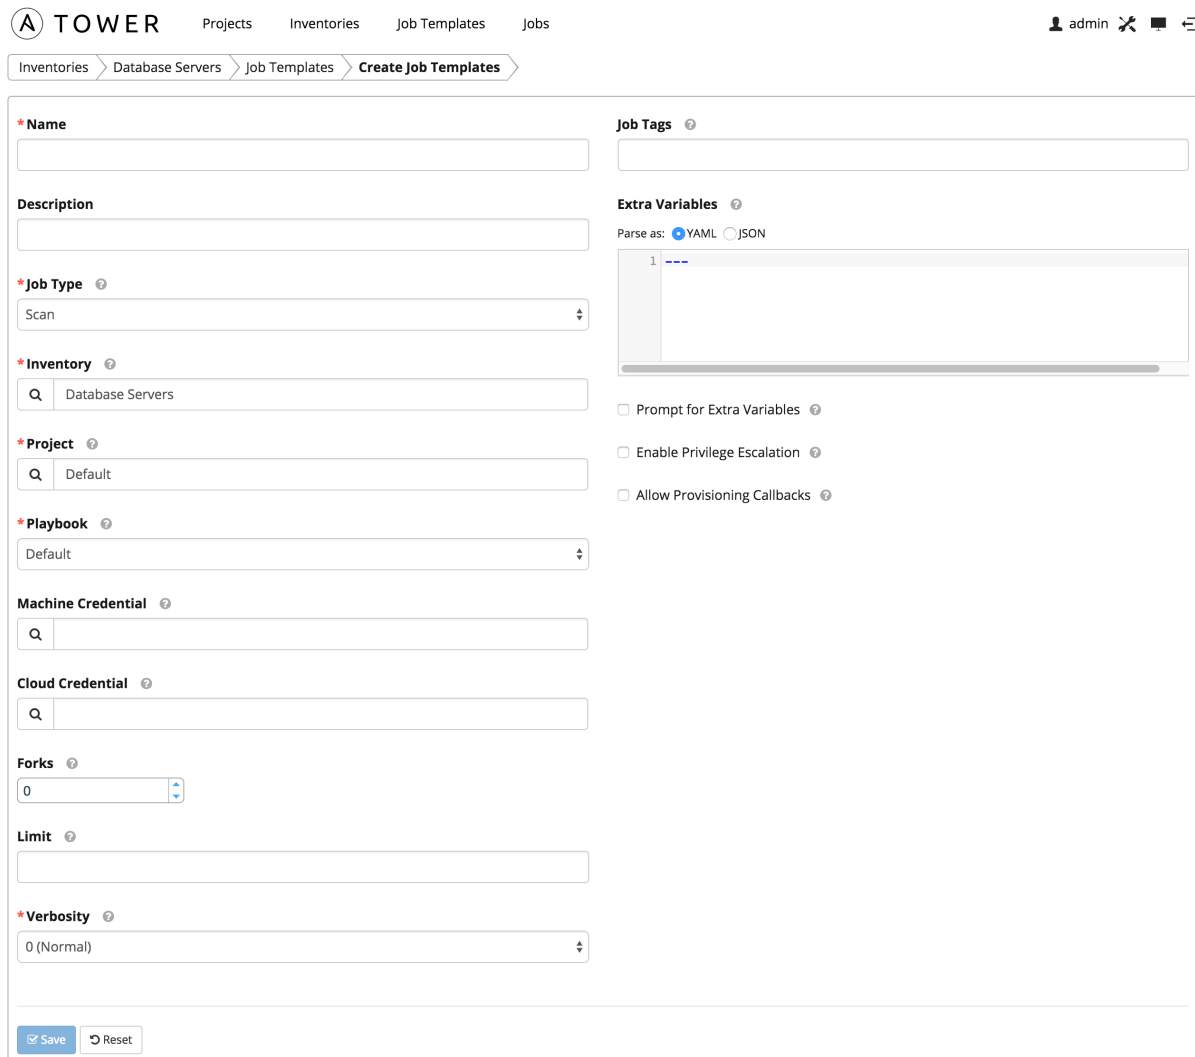 A TOWER Projects Inventories Job Templates Jobs admin
Inventories Database Servers Job Templates Create Job Templates
*Name
Description
*Job Type ?
Scan
*Inventory ?
Database Servers
*Project ?
Default
*Playbook ?
Default
Machine Credential ?
Cloud Credential ?
Forks ?
0
Limit ?
*Verbosity ?
0 (Normal)
Job Tags ?
Extra Variables ?
Parse as: YAML JSON
1 ---
Prompt for Extra Variables ?
Enable Privilege Escalation ?
Allow Provisioning Callbacks ?
Save Reset